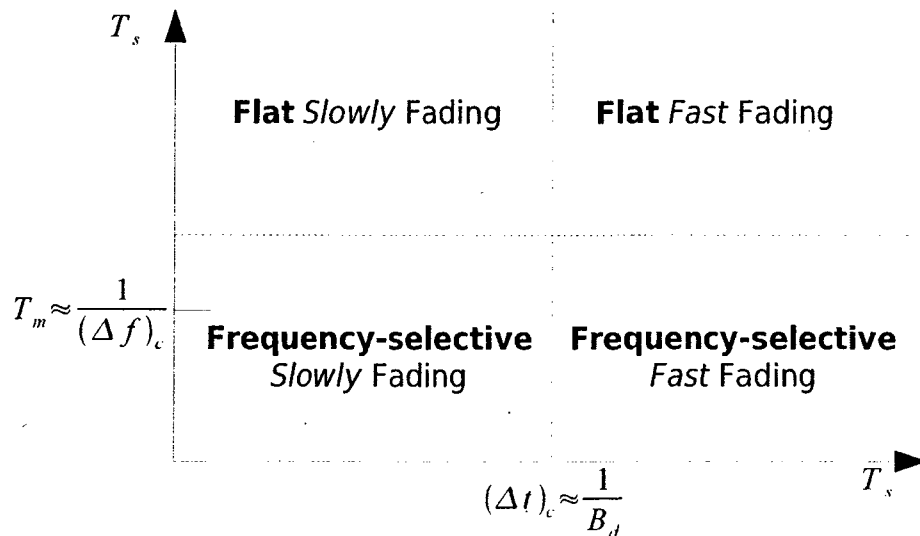 T_s
Flat Slowly Fading
Flat Fast Fading
T_m ≈ 1/(Δf)_c
Frequency-selective
Slowly Fading
Frequency-selective
Fast Fading
(Δt)_c ≈ 1/B_d
T_s